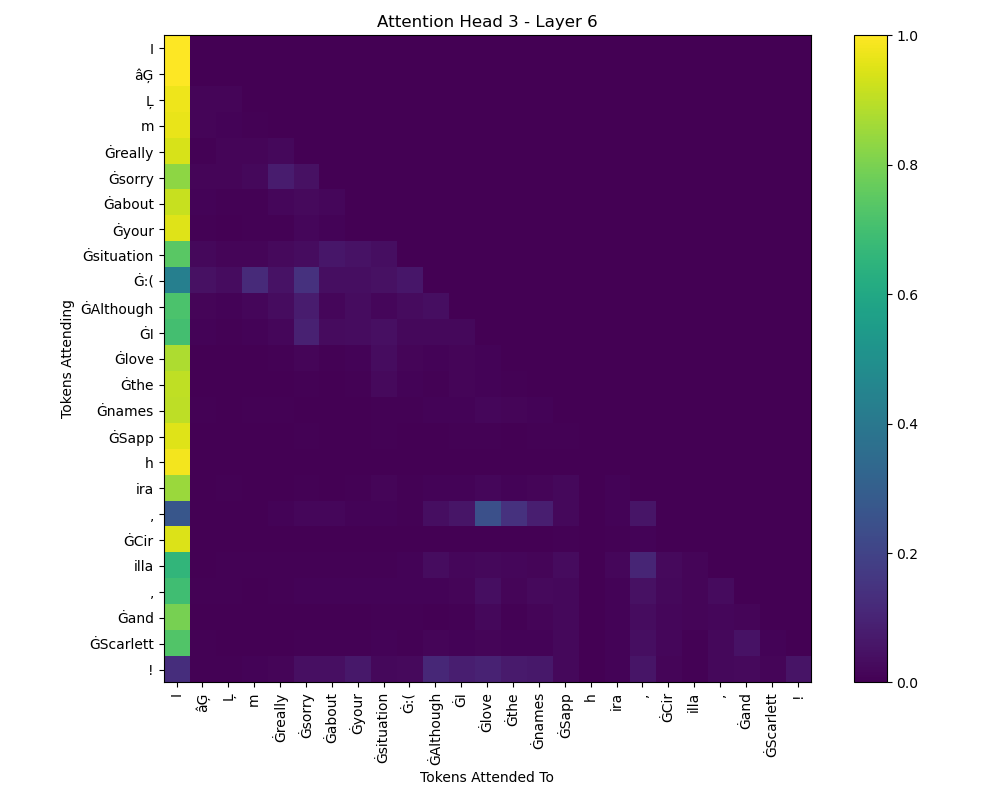 Attention Head 3 - Layer 6
Tokens Attending
I
âĢ
Ļ
m
Ġreally
Ġsorry
Ġabout
Ġyour
Ġsituation
Ġ:(
ĠAlthough
ĠI
Ġlove
Ġthe
Ġnames
ĠSapp
h
ira
,
ĠCir
illa
,
Ġand
ĠScarlett
!
I
âĢ
Ļ
m
Ġreally
Ġsorry
Ġabout
Ġyour
Ġsituation
Ġ:(
ĠAlthough
ĠI
Ġlove
Ġthe
Ġnames
ĠSapp
h
ira
,
ĠCir
illa
,
Ġand
ĠScarlett
!
Tokens Attended To
1.0
0.8
0.6
0.4
0.2
0.0